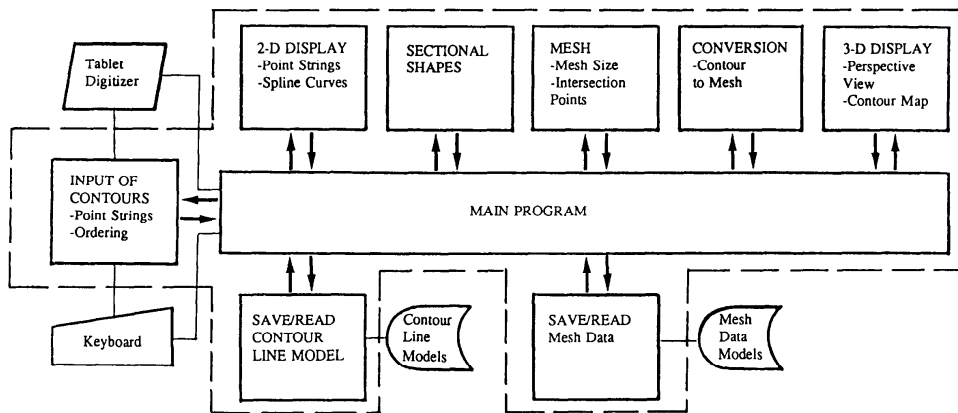 Tablet
Digitizer
2-D DISPLAY
-Point Strings
-Spline Curves
SECTIONAL
SHAPES
MESH
-Mesh Size
-Intersection
Points
CONVERSION
-Contour
to Mesh
3-D DISPLAY
-Perspective
View
-Contour Map
INPUT OF
CONTOURS
-Point Strings
-Ordering
MAIN PROGRAM
Keyboard
SAVE/READ
CONTOUR
LINE MODEL
Contour
Line
Models
SAVE/READ
Mesh Data
Mesh
Data
Models